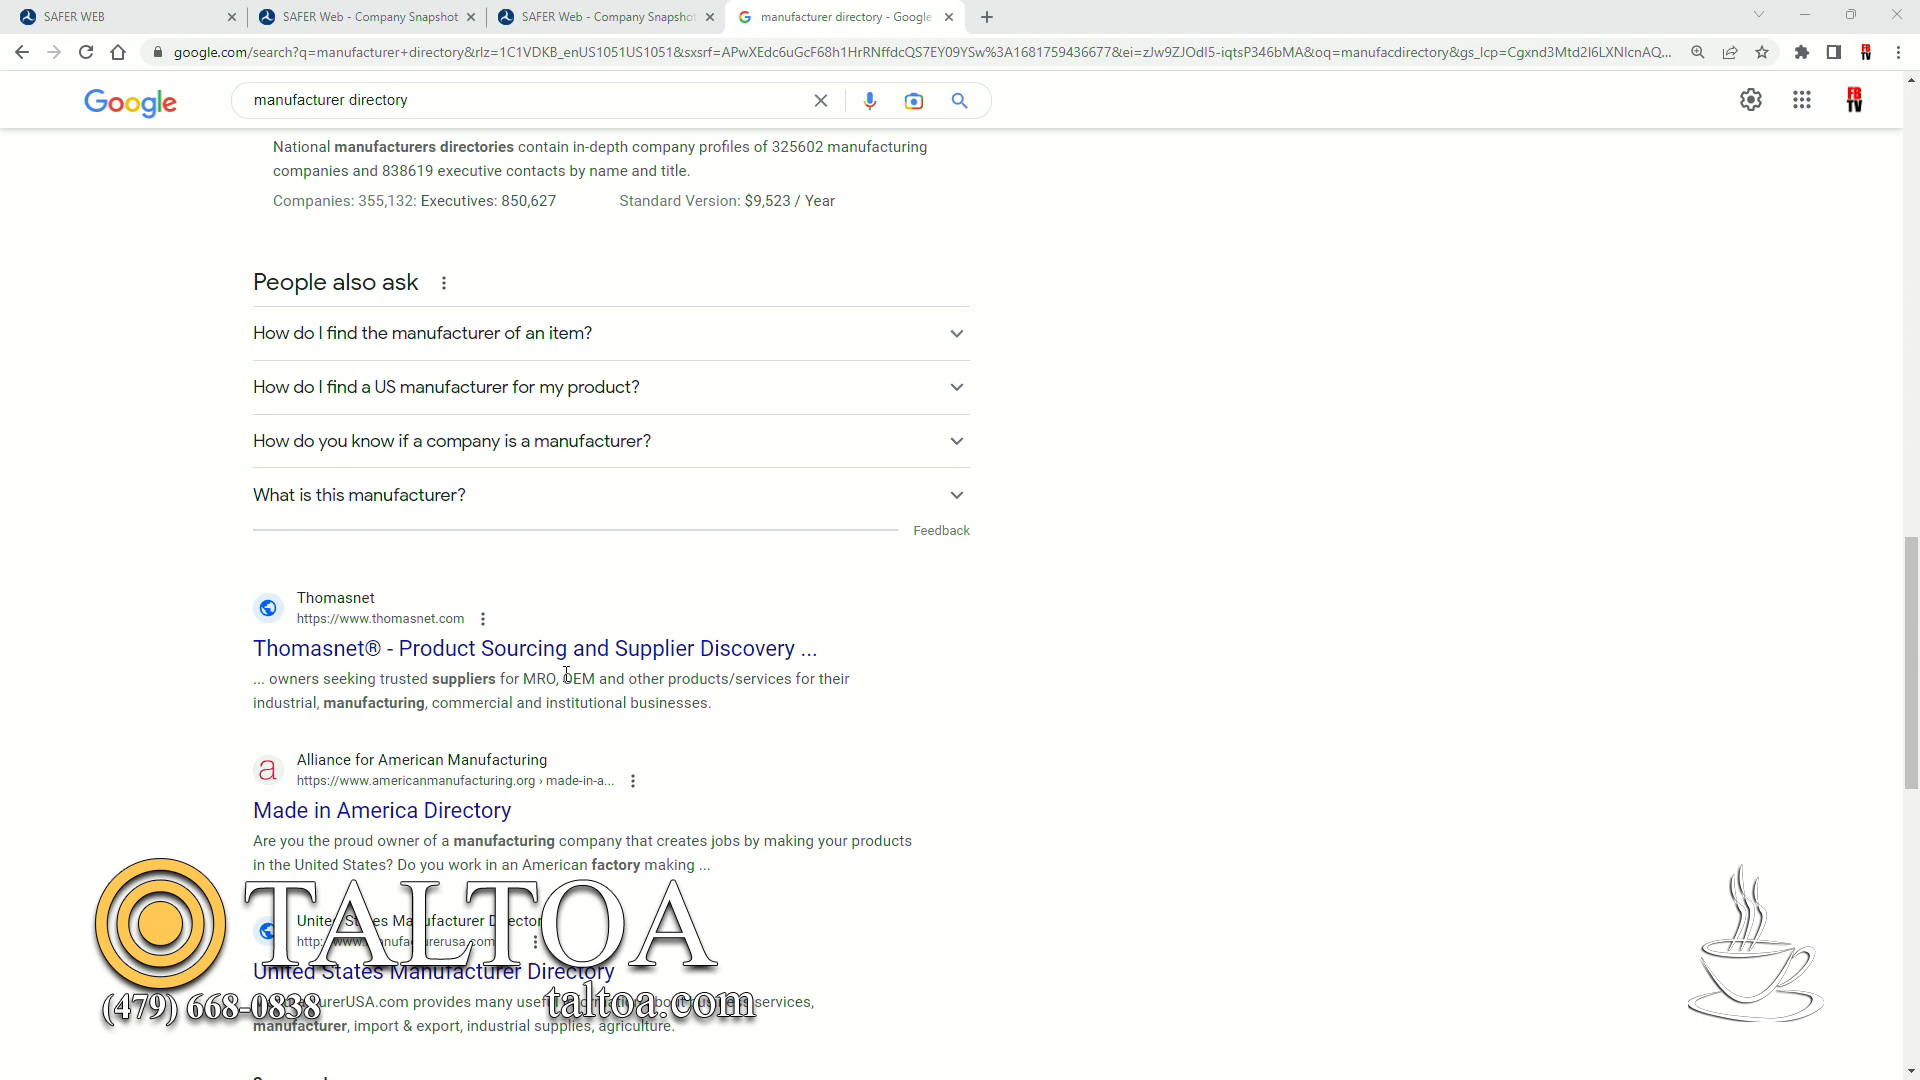 SAFER WEB
SAFER Web - Company Snapshot
SAFER Web - Company Snapshot
manufacturer directory - Google
google.com/search?q=manufacturer+directory&rlz=1C1VDKB_enUS1051US1051&sxsrf=APwXEdc6uGcF68h1HrRNffdcQS7EY09YSw%3A1681759436677&ei=zJw9ZJOdI5-iqtsP346bMA&oq=manufacdirectory&gs_lcp=Cgxnd3Mtd2l6LXNlcnAQ...
Google
manufacturer directory
FB
TV
National manufacturers directories contain in-depth company profiles of 325602 manufacturing
companies and 838619 executive contacts by name and title.
Companies: 355,132: Executives: 850,627 Standard Version: $9,523 / Year
People also ask
How do I find the manufacturer of an item?
How do I find a US manufacturer for my product?
How do you know if a company is a manufacturer?
What is this manufacturer?
Feedback
Thomasnet
https://www.thomasnet.com
Thomasnet® - Product Sourcing and Supplier Discovery ...
... owners seeking trusted suppliers for MRO, OEM and other products/services for their
industrial, manufacturing, commercial and institutional businesses.
a
Alliance for American Manufacturing
https://www.americanmanufacturing.org › made-in-a...
Made in America Directory
Are you the proud owner of a manufacturing company that creates jobs by making your products
in the United States? Do you work in an American factory making ...
TALTOA
United States Manufacturer Directory
(479) 668-0838
taltoa.com
provides many services,
manufacturer, import & export, industrial supplies, agriculture.